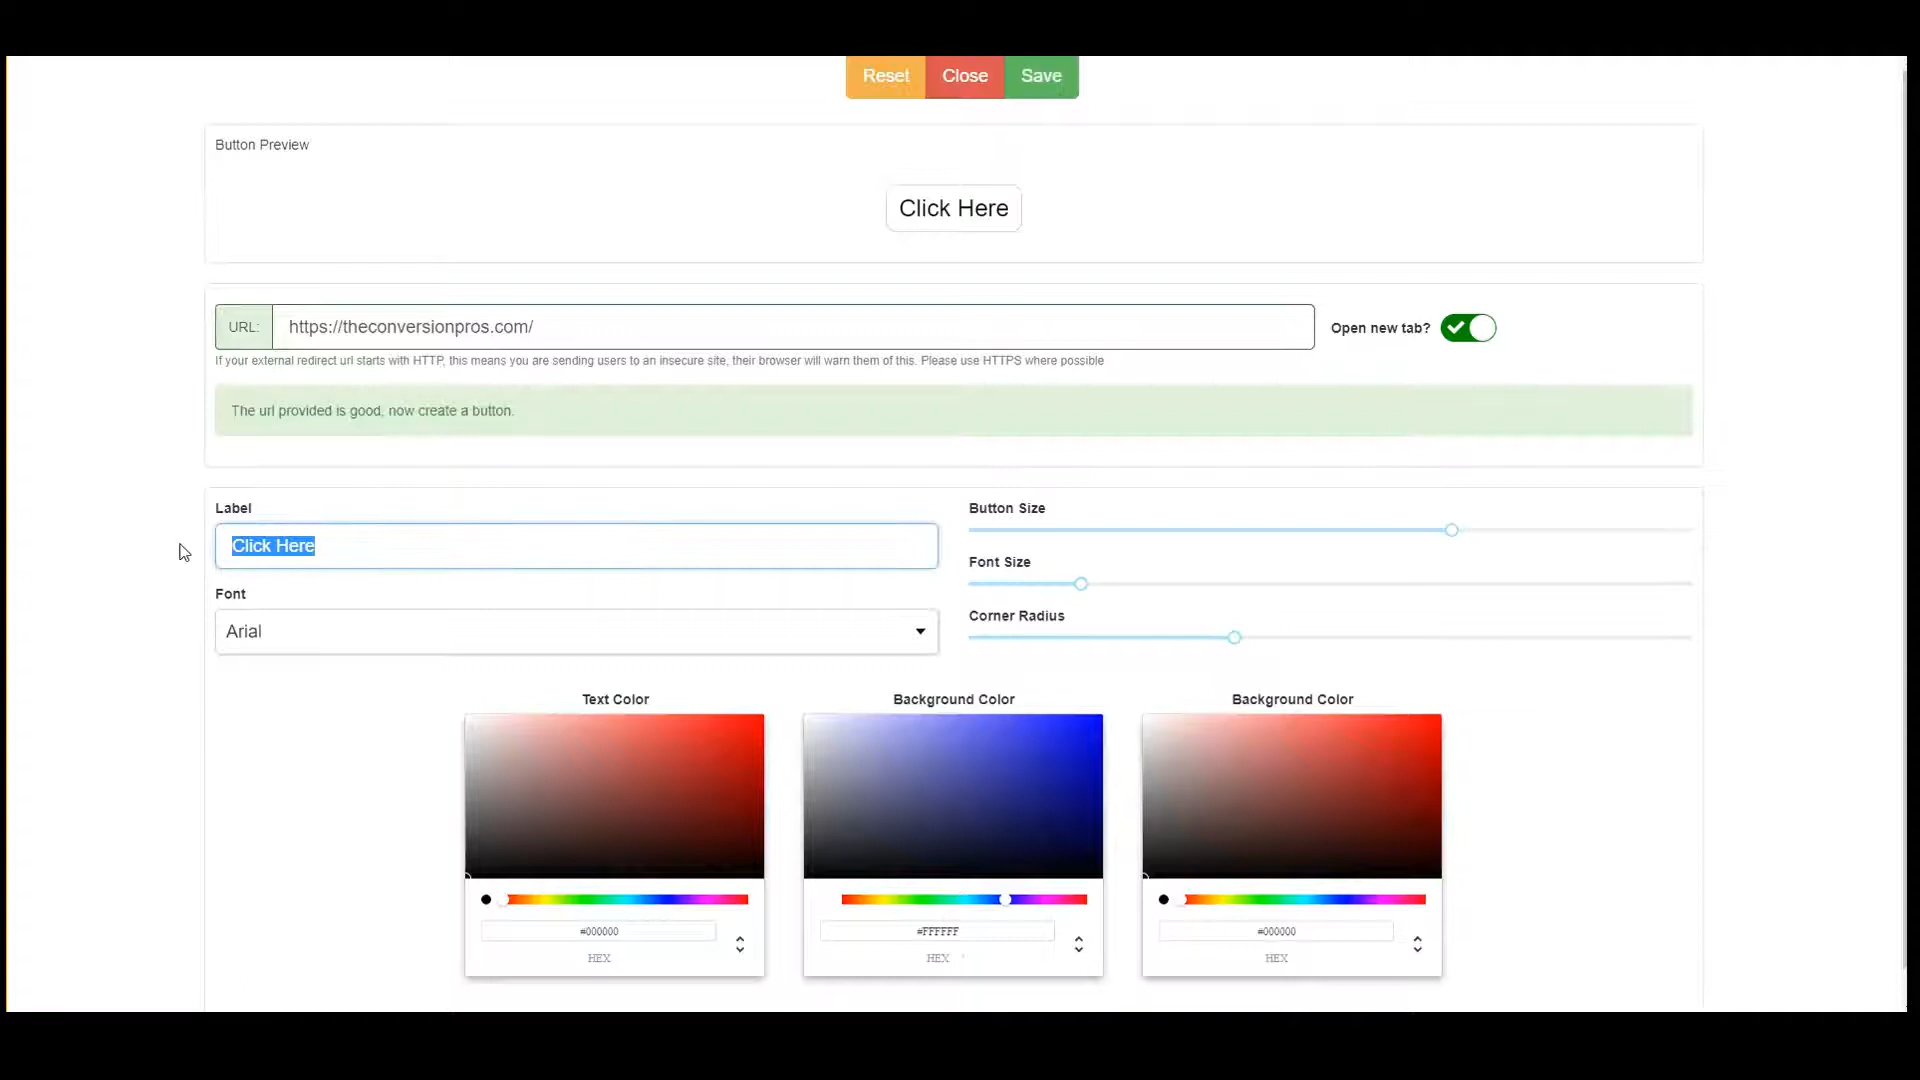 Reset Close Save
Button Preview
Click Here
URL: https://theconversionpros.com/ Open new tab?
If your external redirect url starts with HTTP, this means you are sending users to an insecure site, their browser will warn them of this. Please use HTTPS where possible
The url provided is good, now create a button.
Label
Click Here
Font
Arial
Button Size
Font Size
Corner Radius
Text Color
#000000
HEX
Background Color
#FFFFFF
HEX
Background Color
#000000
HEX